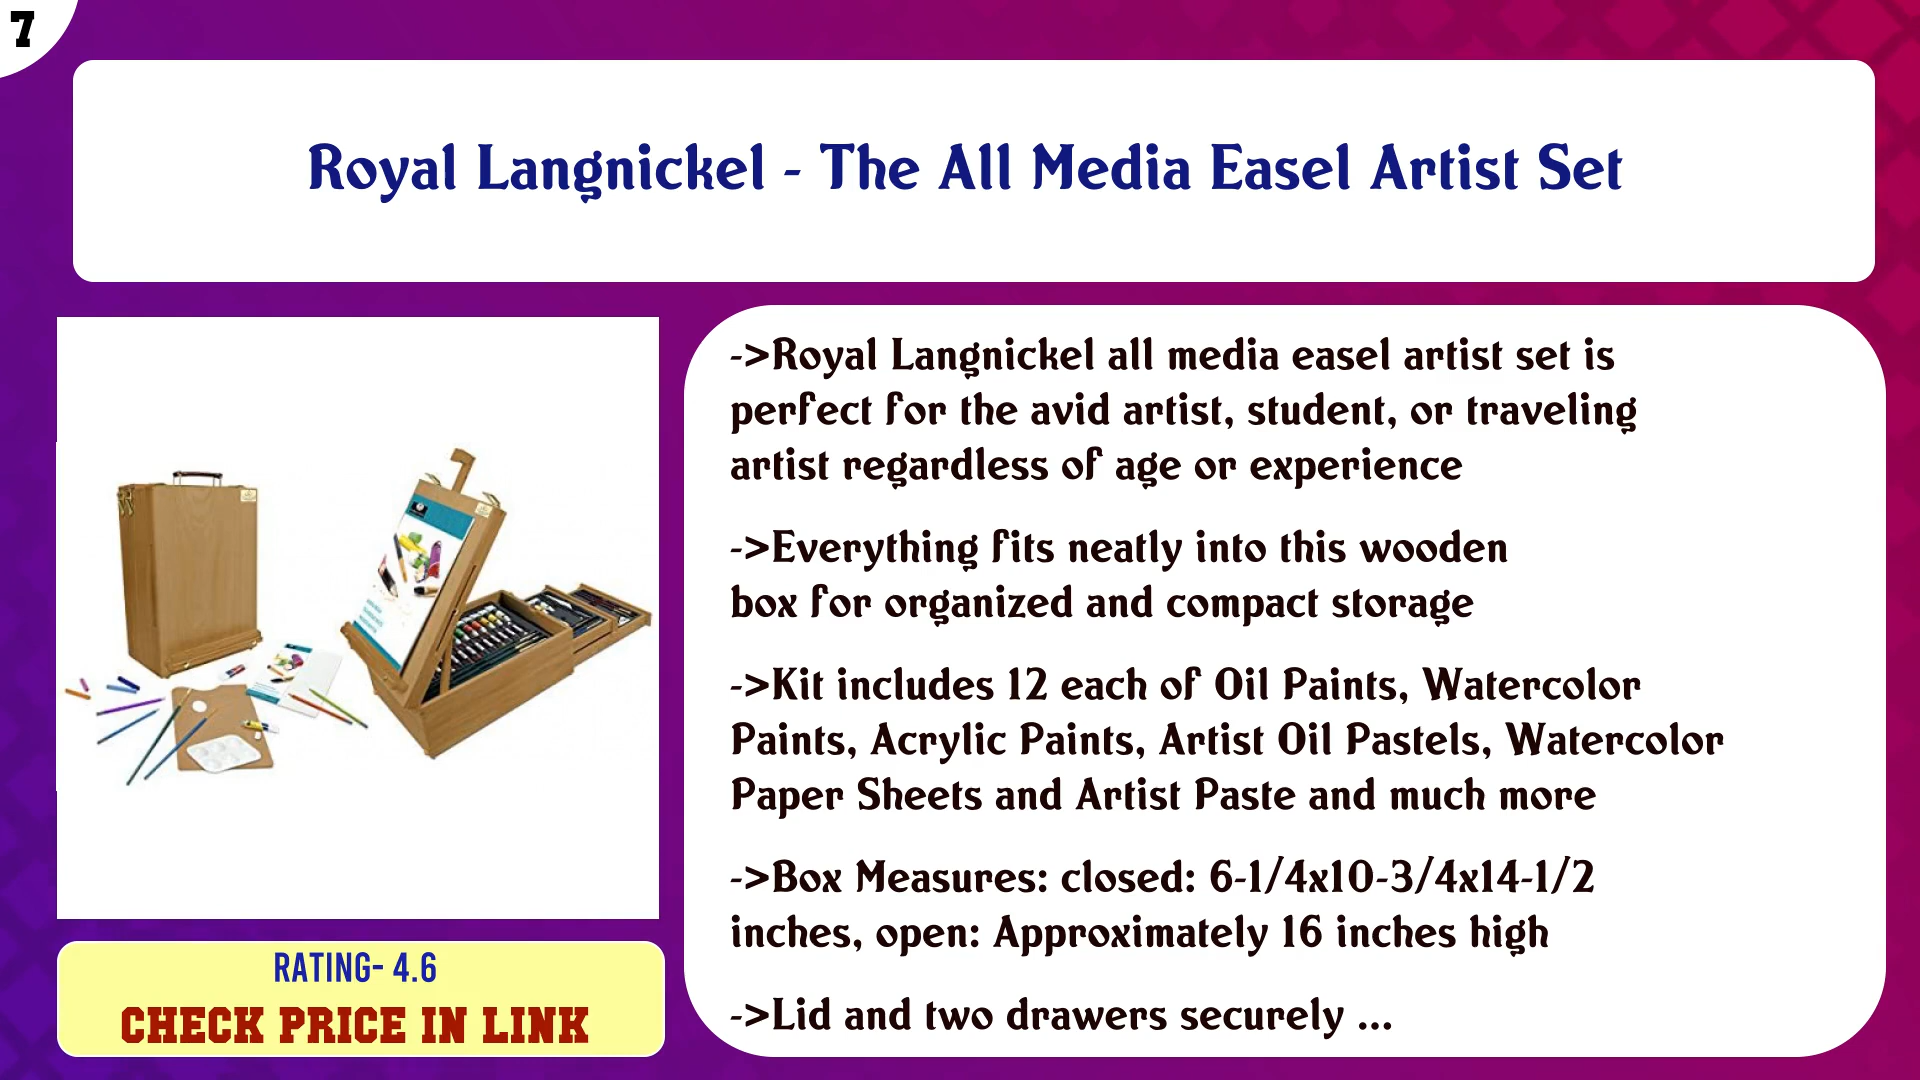 7
Royal Langnickel - The All Media Easel Artist Set
->Royal Langnickel all media easel artist set is
perfect for the avid artist, student, or traveling
artist regardless of age or experience
->Everything fits neatly into this wooden
box for organized and compact storage
->Kit includes 12 each of Oil Paints, Watercolor
Paints, Acrylic Paints, Artist Oil Pastels, Watercolor
Paper Sheets and Artist Paste and much more
->Box Measures: closed: 6-1/4x10-3/4x14-1/2
inches, open: Approximately 16 inches high
->Lid and two drawers securely ...
RATING- 4.6
CHECK PRICE IN LINK